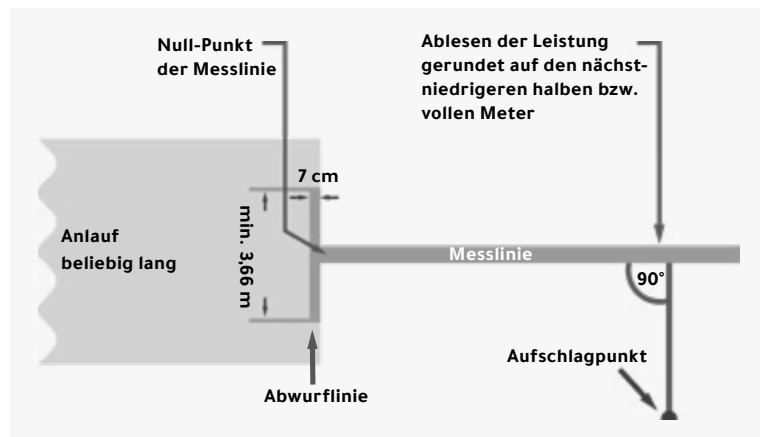 Null-Punkt
der Messlinie
Ablesen der Leistung
gerundet auf den nächst-
niedrigeren halben bzw.
vollen Meter
7 cm
min. 3,66 m
Anlauf
beliebig lang
Messlinie
90°
Aufschlagpunkt
Abwurflinie